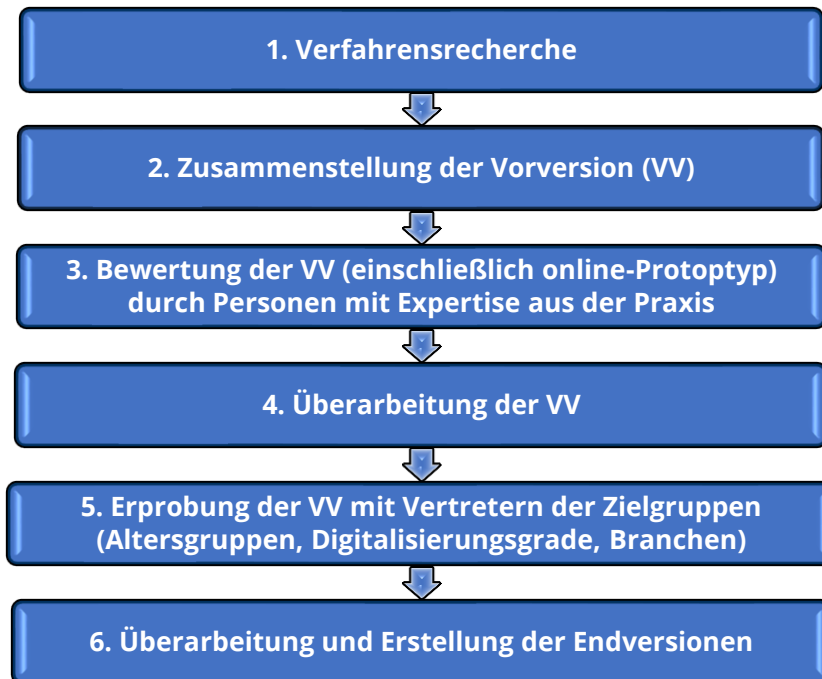 1. Verfahrensrecherche
2. Zusammenstellung der Vorversion (VV)
3. Bewertung der VV (einschließlich online-Protoptyp)
durch Personen mit Expertise aus der Praxis
4. Überarbeitung der VV
5. Erprobung der VV mit Vertretern der Zielgruppen
(Altersgruppen, Digitalisierungsgrade, Branchen)
6. Überarbeitung und Erstellung der Endversionen